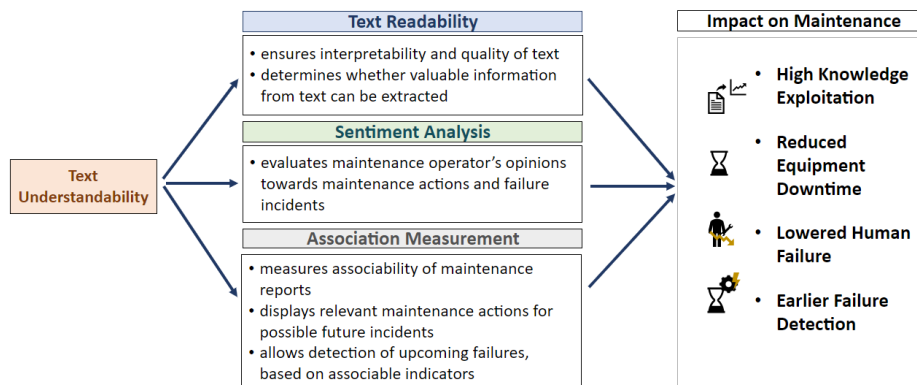 Text
Understandability
Text Readability
• ensures interpretability and quality of text
• determines whether valuable information
from text can be extracted
Sentiment Analysis
• evaluates maintenance operator's opinions
towards maintenance actions and failure
incidents
Association Measurement
• measures associability of maintenance
reports
• displays relevant maintenance actions for
possible future incidents
• allows detection of upcoming failures,
based on associable indicators
Impact on Maintenance
• High Knowledge
Exploitation
• Reduced
Equipment
Downtime
• Lowered Human
Failure
• Earlier Failure
Detection